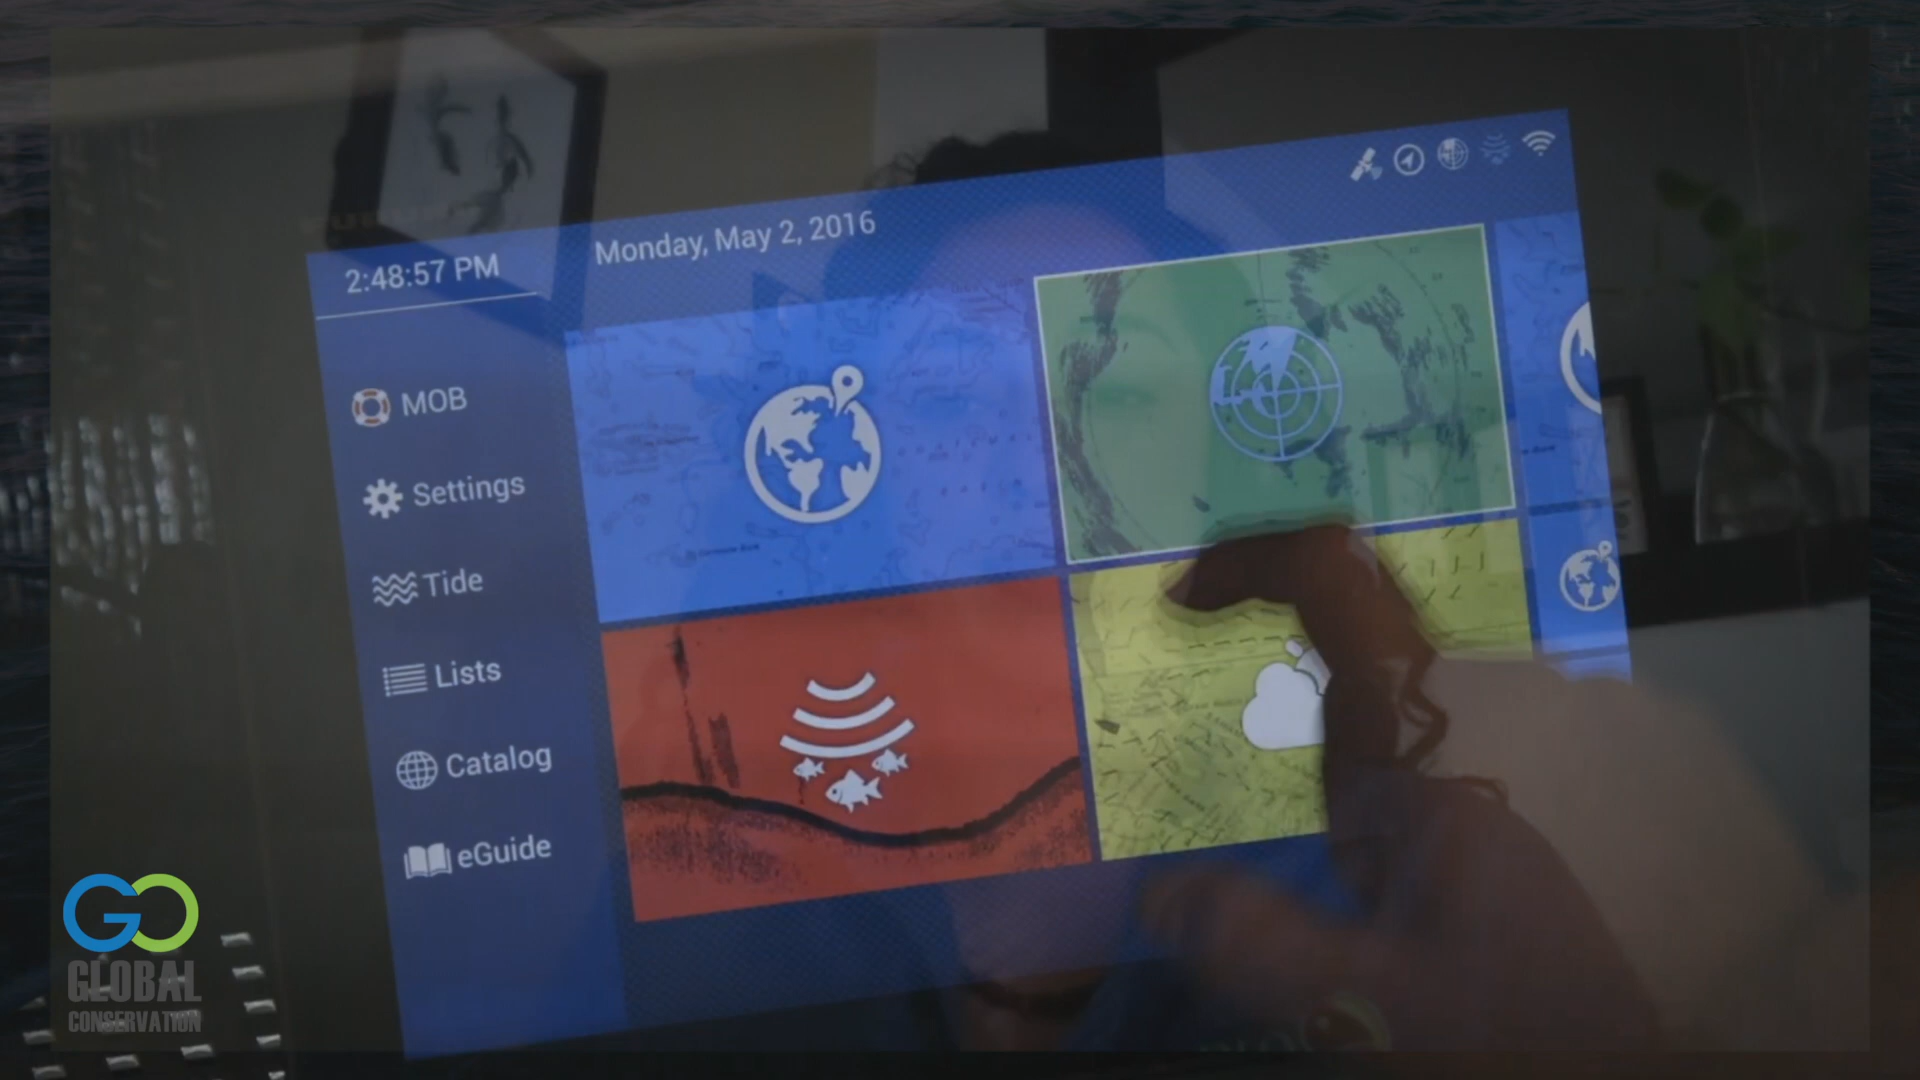 Monday, May 2, 2016
2:48:57 PM
MOB
Settings
Tide
Lists
Catalog
eGuide
GO
GLOBAL
CONSERVATION